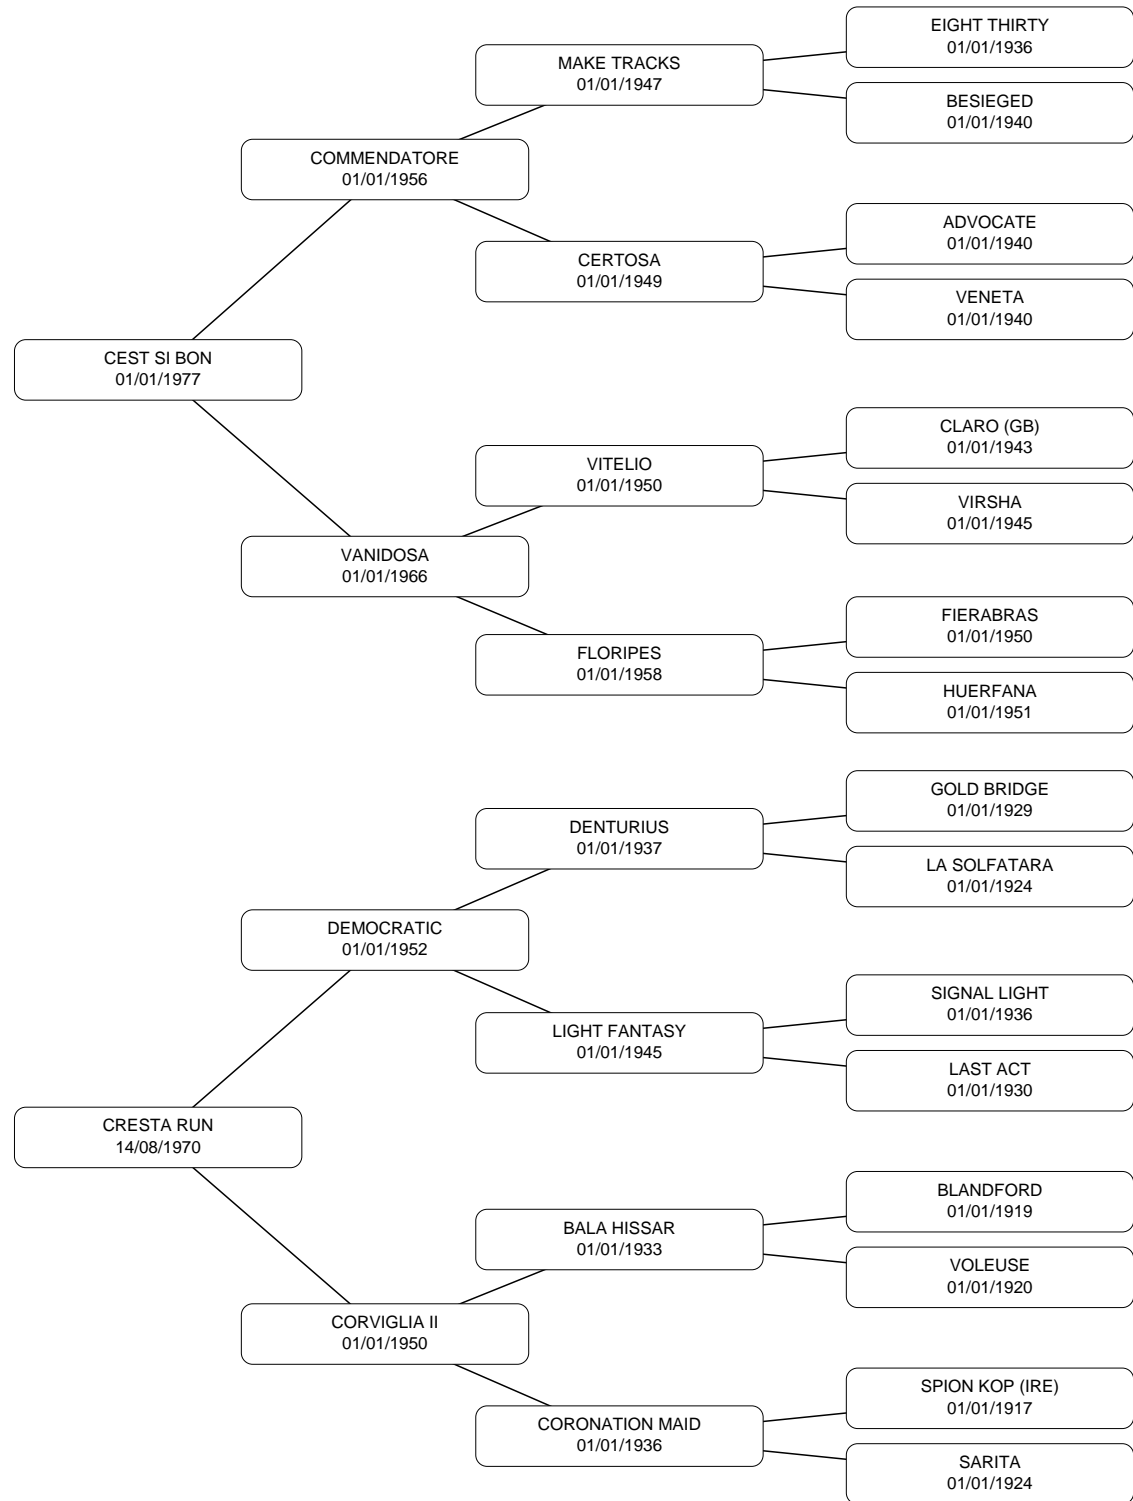 EIGHT THIRTY
01/01/1936
MAKE TRACKS
01/01/1947
BESIEGED
01/01/1940
COMMENDATORE
01/01/1956
ADVOCATE
01/01/1940
CERTOSA
01/01/1949
VENETA
01/01/1940
CEST SI BON
01/01/1977
CLARO (GB)
01/01/1943
VITELIO
01/01/1950
VIRSHA
01/01/1945
VANIDOSA
01/01/1966
FIERABRAS
01/01/1950
FLORIPES
01/01/1958
HUERFANA
01/01/1951
GOLD BRIDGE
01/01/1929
DENTURIUS
01/01/1937
LA SOLFATARA
01/01/1924
DEMOCRATIC
01/01/1952
SIGNAL LIGHT
01/01/1936
LIGHT FANTASY
01/01/1945
LAST ACT
01/01/1930
CRESTA RUN
14/08/1970
BLANDFORD
01/01/1919
BALA HISSAR
01/01/1933
VOLEUSE
01/01/1920
CORVIGLIA II
01/01/1950
SPION KOP (IRE)
01/01/1917
CORONATION MAID
01/01/1936
SARITA
01/01/1924